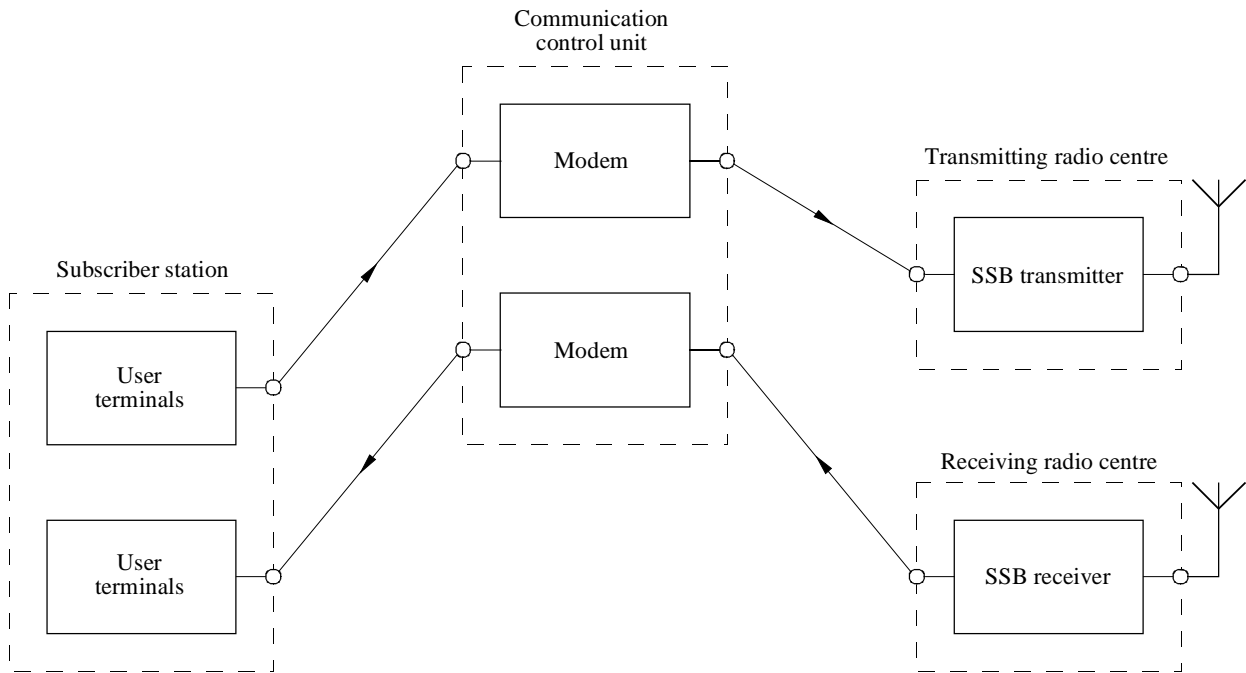 Communication
control unit
Modem
Transmitting radio centre
SSB transmitter
Subscriber station
User
terminals
Modem
Receiving radio centre
SSB receiver
User
terminals